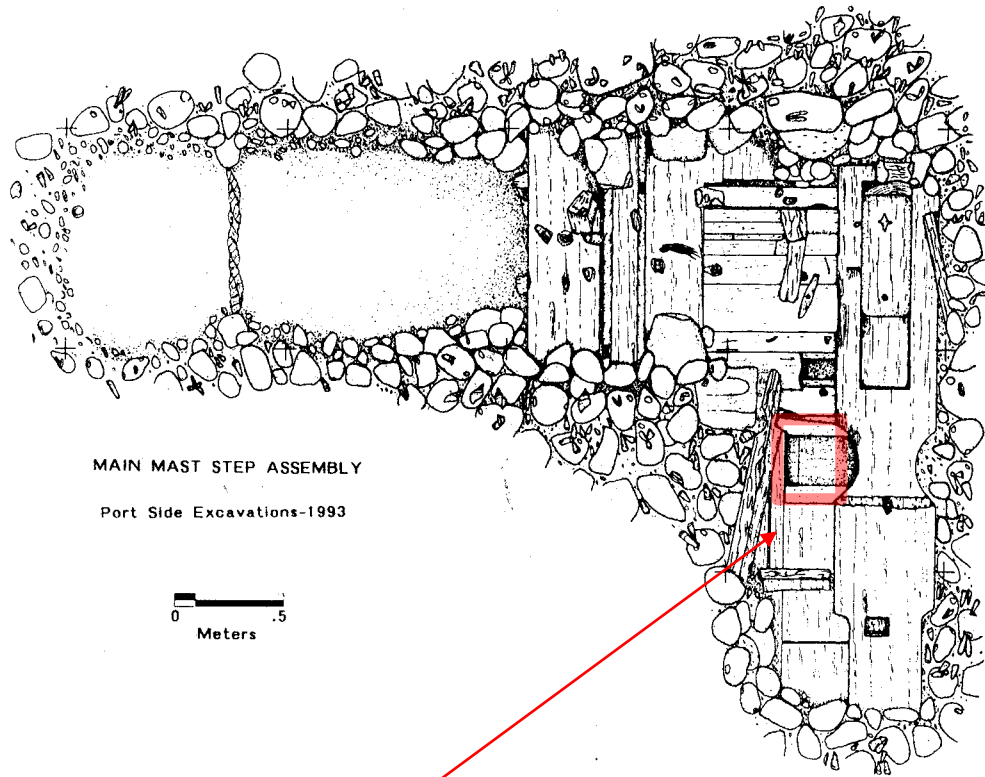 MAIN MAST STEP ASSEMBLY
Port Side Excavations-1993
0 .5
Meters